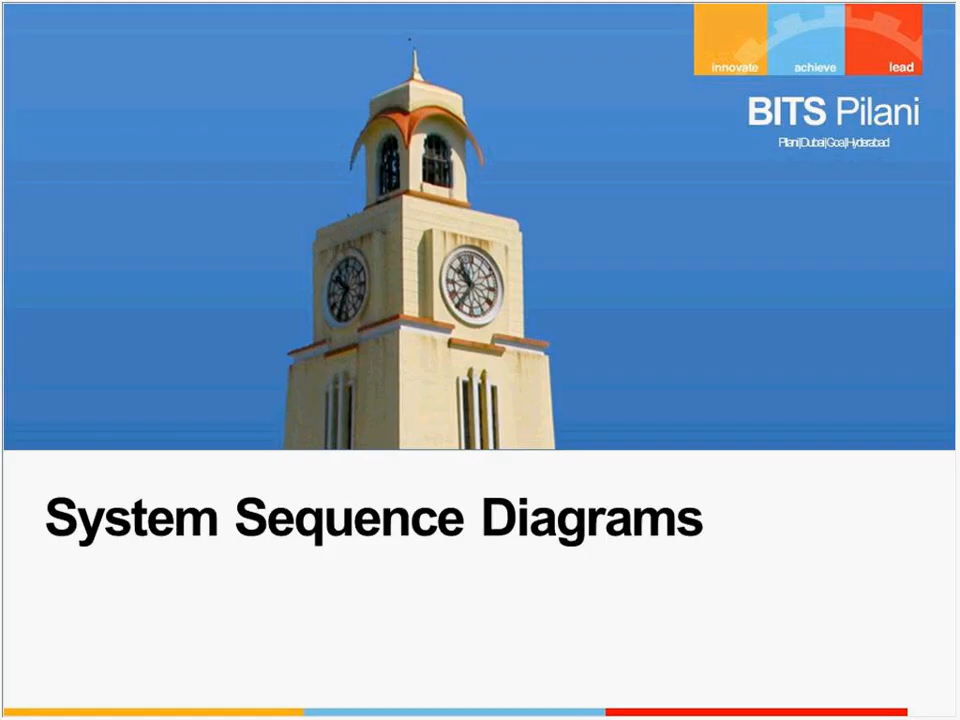 innovate achieve lead
BITS Pilani
Pilani|Dubai|Goa|Hyderabad
System Sequence Diagrams